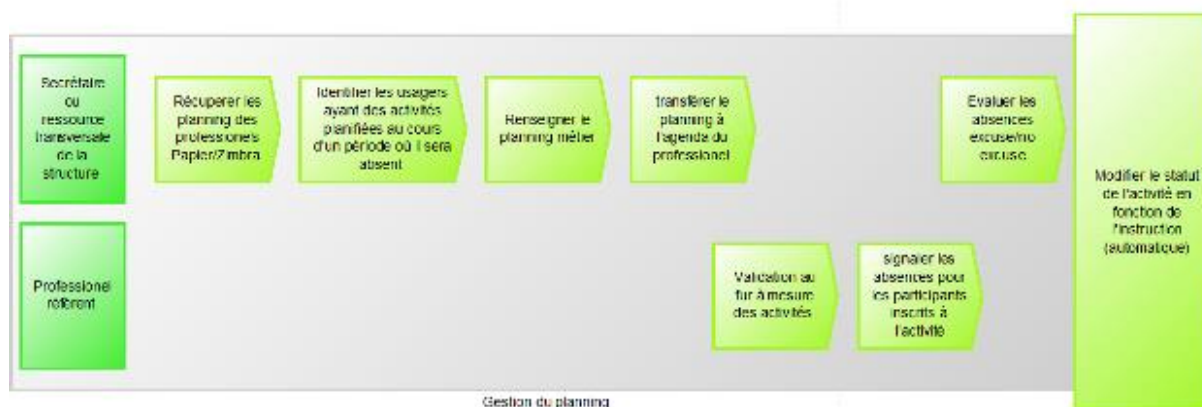 Secrétaire
ou
ressource
transversale
de la
structure
Récuperer les
planning des
professionels
Papier/Zimbra
Identifier les usagers
ayant des activités
planifiées au cours
d'un période où il sera
absent
Renseigner le
planning métier
transférer le
planning à
l'agenda du
professionel
Evaluer les
absences
excuse/no
excuse
Modifier le statut
de l'activité en
fonction de
l'instruction
(automatique)
Professionel
référent
Validation au
fur à mesure
des activités
signaler les
absences pour
les participants
inscrits à
l'activité
Gestion du planning